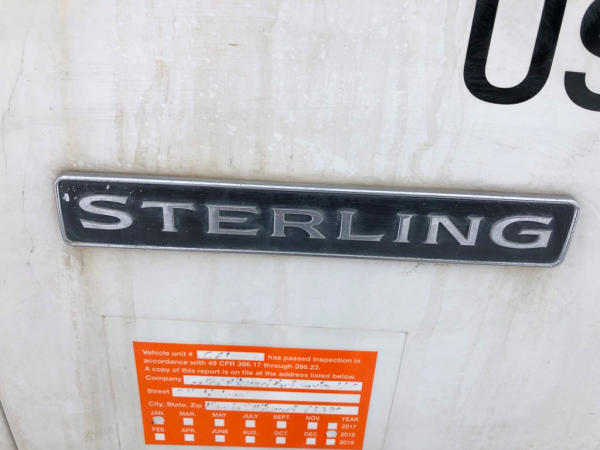 US
STERLING
Vehicle unit # has passed inspection in
accordance with 49 CFR 396.17 through 396.23.
A copy of this report is on file at the address listed below.
Company
Street
City, State, Zip
JAN. MAR. MAY JULY SEPT. NOV. YEAR
2017
FEB. APR. JUNE AUG. OCT. DEC. 2018
2019